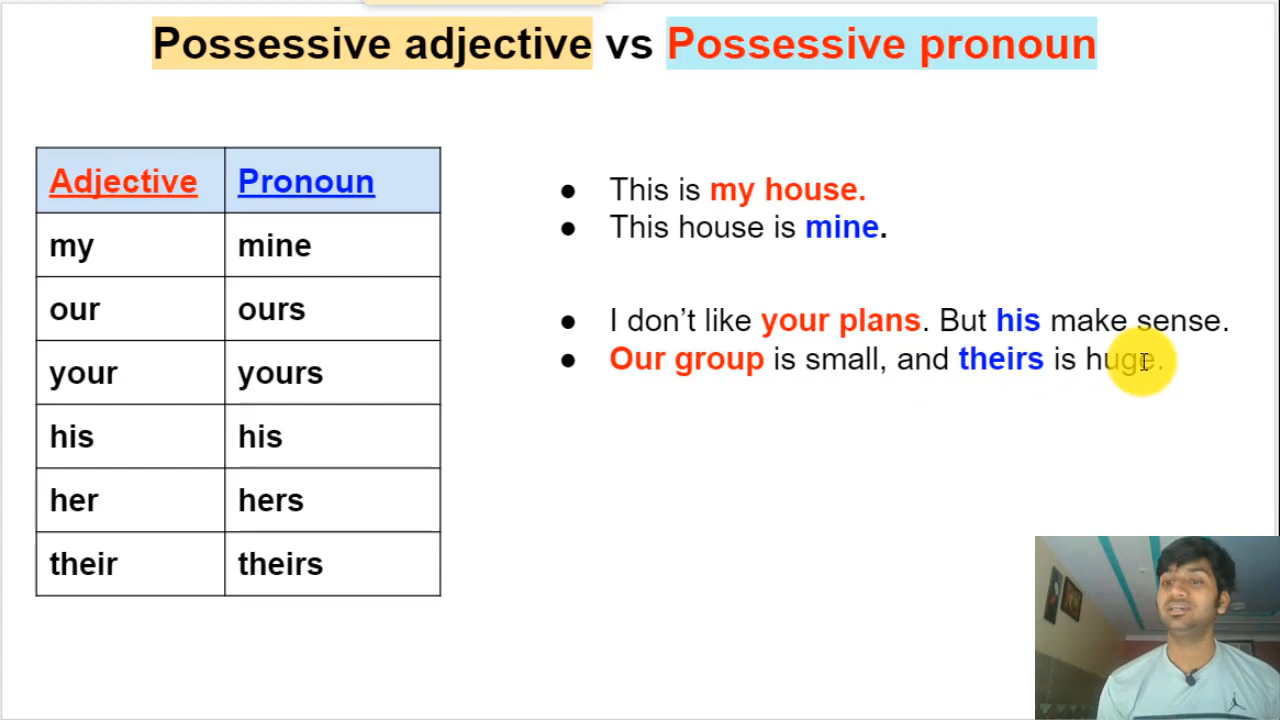 Possessive adjective vs Possessive pronoun
Adjective Pronoun
my mine
our ours
your yours
his his
her hers
their theirs
● This is my house.
● This house is mine.
● I don’t like your plans. But his make sense.
● Our group is small, and theirs is huge.